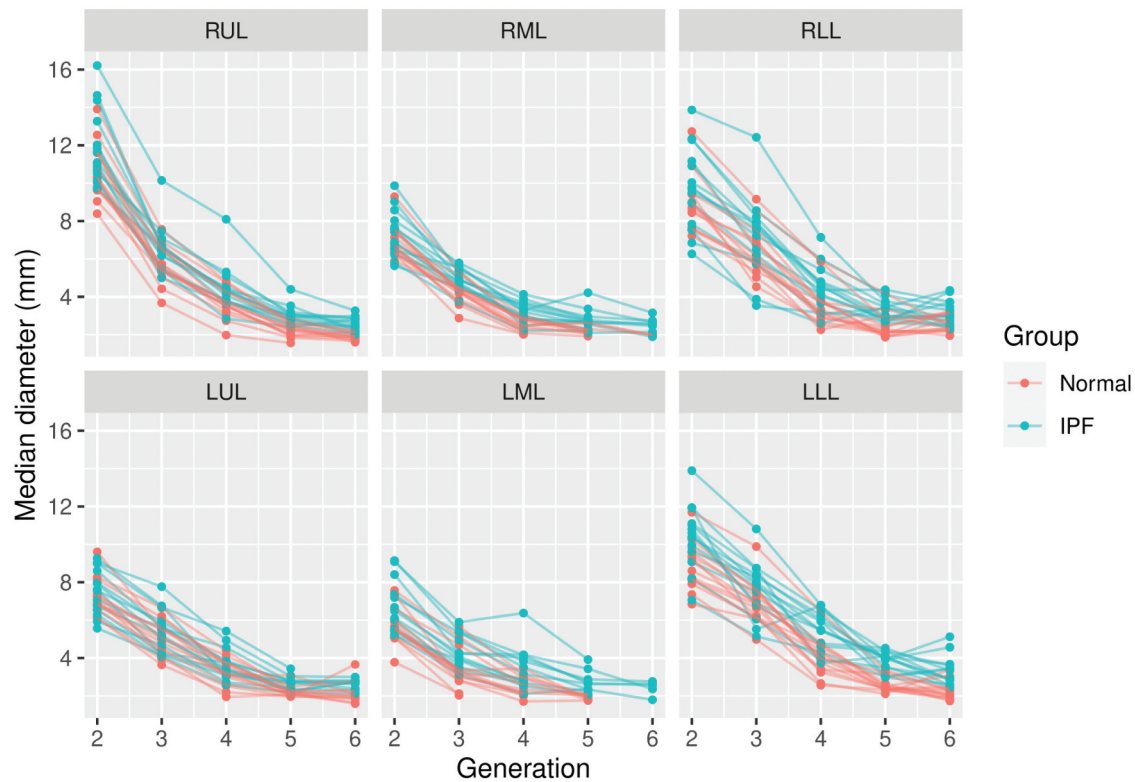 RUL RML RLL
16
12
8
4
Group
Normal
IPF
LUL LML LLL
16
12
8
4
Median diameter (mm)
2 3 4 5 6 2 3 4 5 6 2 3 4 5 6
Generation